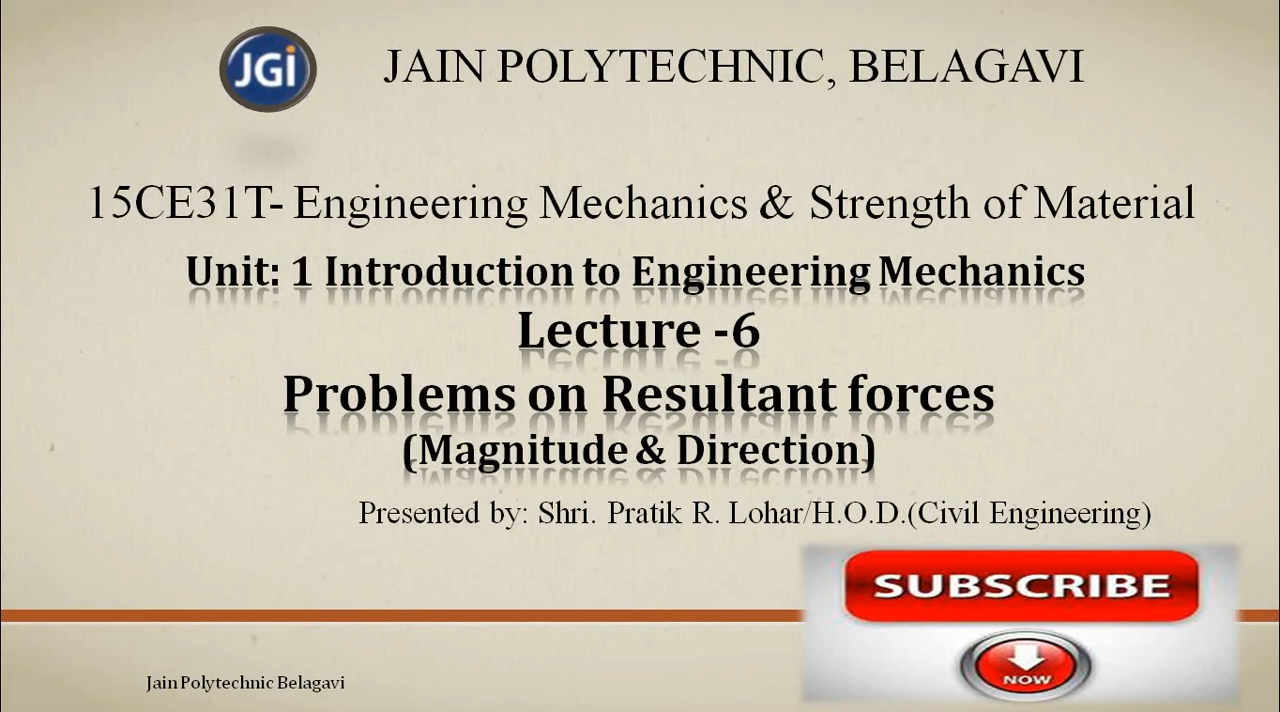 JGi
JAIN POLYTECHNIC, BELAGAVI
15CE31T- Engineering Mechanics & Strength of Material
Unit: 1 Introduction to Engineering Mechanics
Lecture -6
Problems on Resultant forces
(Magnitude & Direction)
Presented by: Shri. Pratik R. Lohar/H.O.D.(Civil Engineering)
SUBSCRIBE
NOW
Jain Polytechnic Belagavi